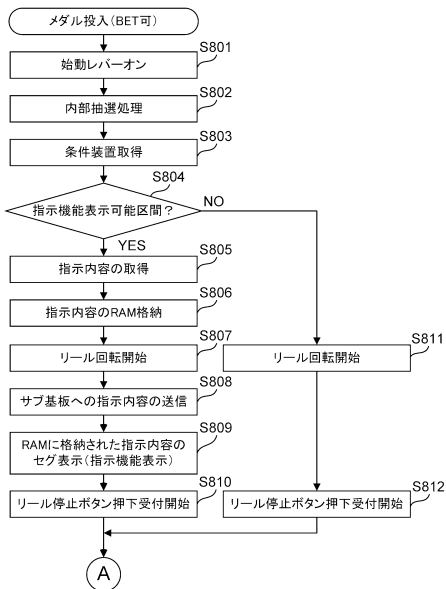 メダル投入(BET可)
S801
始動レバーオン
S802
内部抽選処理
S803
条件装置取得
S804
指示機能表示可能区間?
NO
YES
S805
指示内容の取得
S806
指示内容のRAM格納
S807
リール回転開始
S811
リール回転開始
S808
サブ基板への指示内容の送信
S809
RAMに格納された指示内容の
セグ表示(指示機能表示)
S810
リール停止ボタン押下受付開始
S812
リール停止ボタン押下受付開始
A